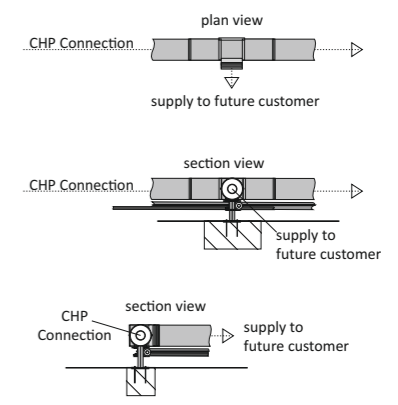 plan view
CHP Connection
supply to future customer
section view
CHP Connection
supply to
future customer
section view
CHP
Connection
supply to
future customer